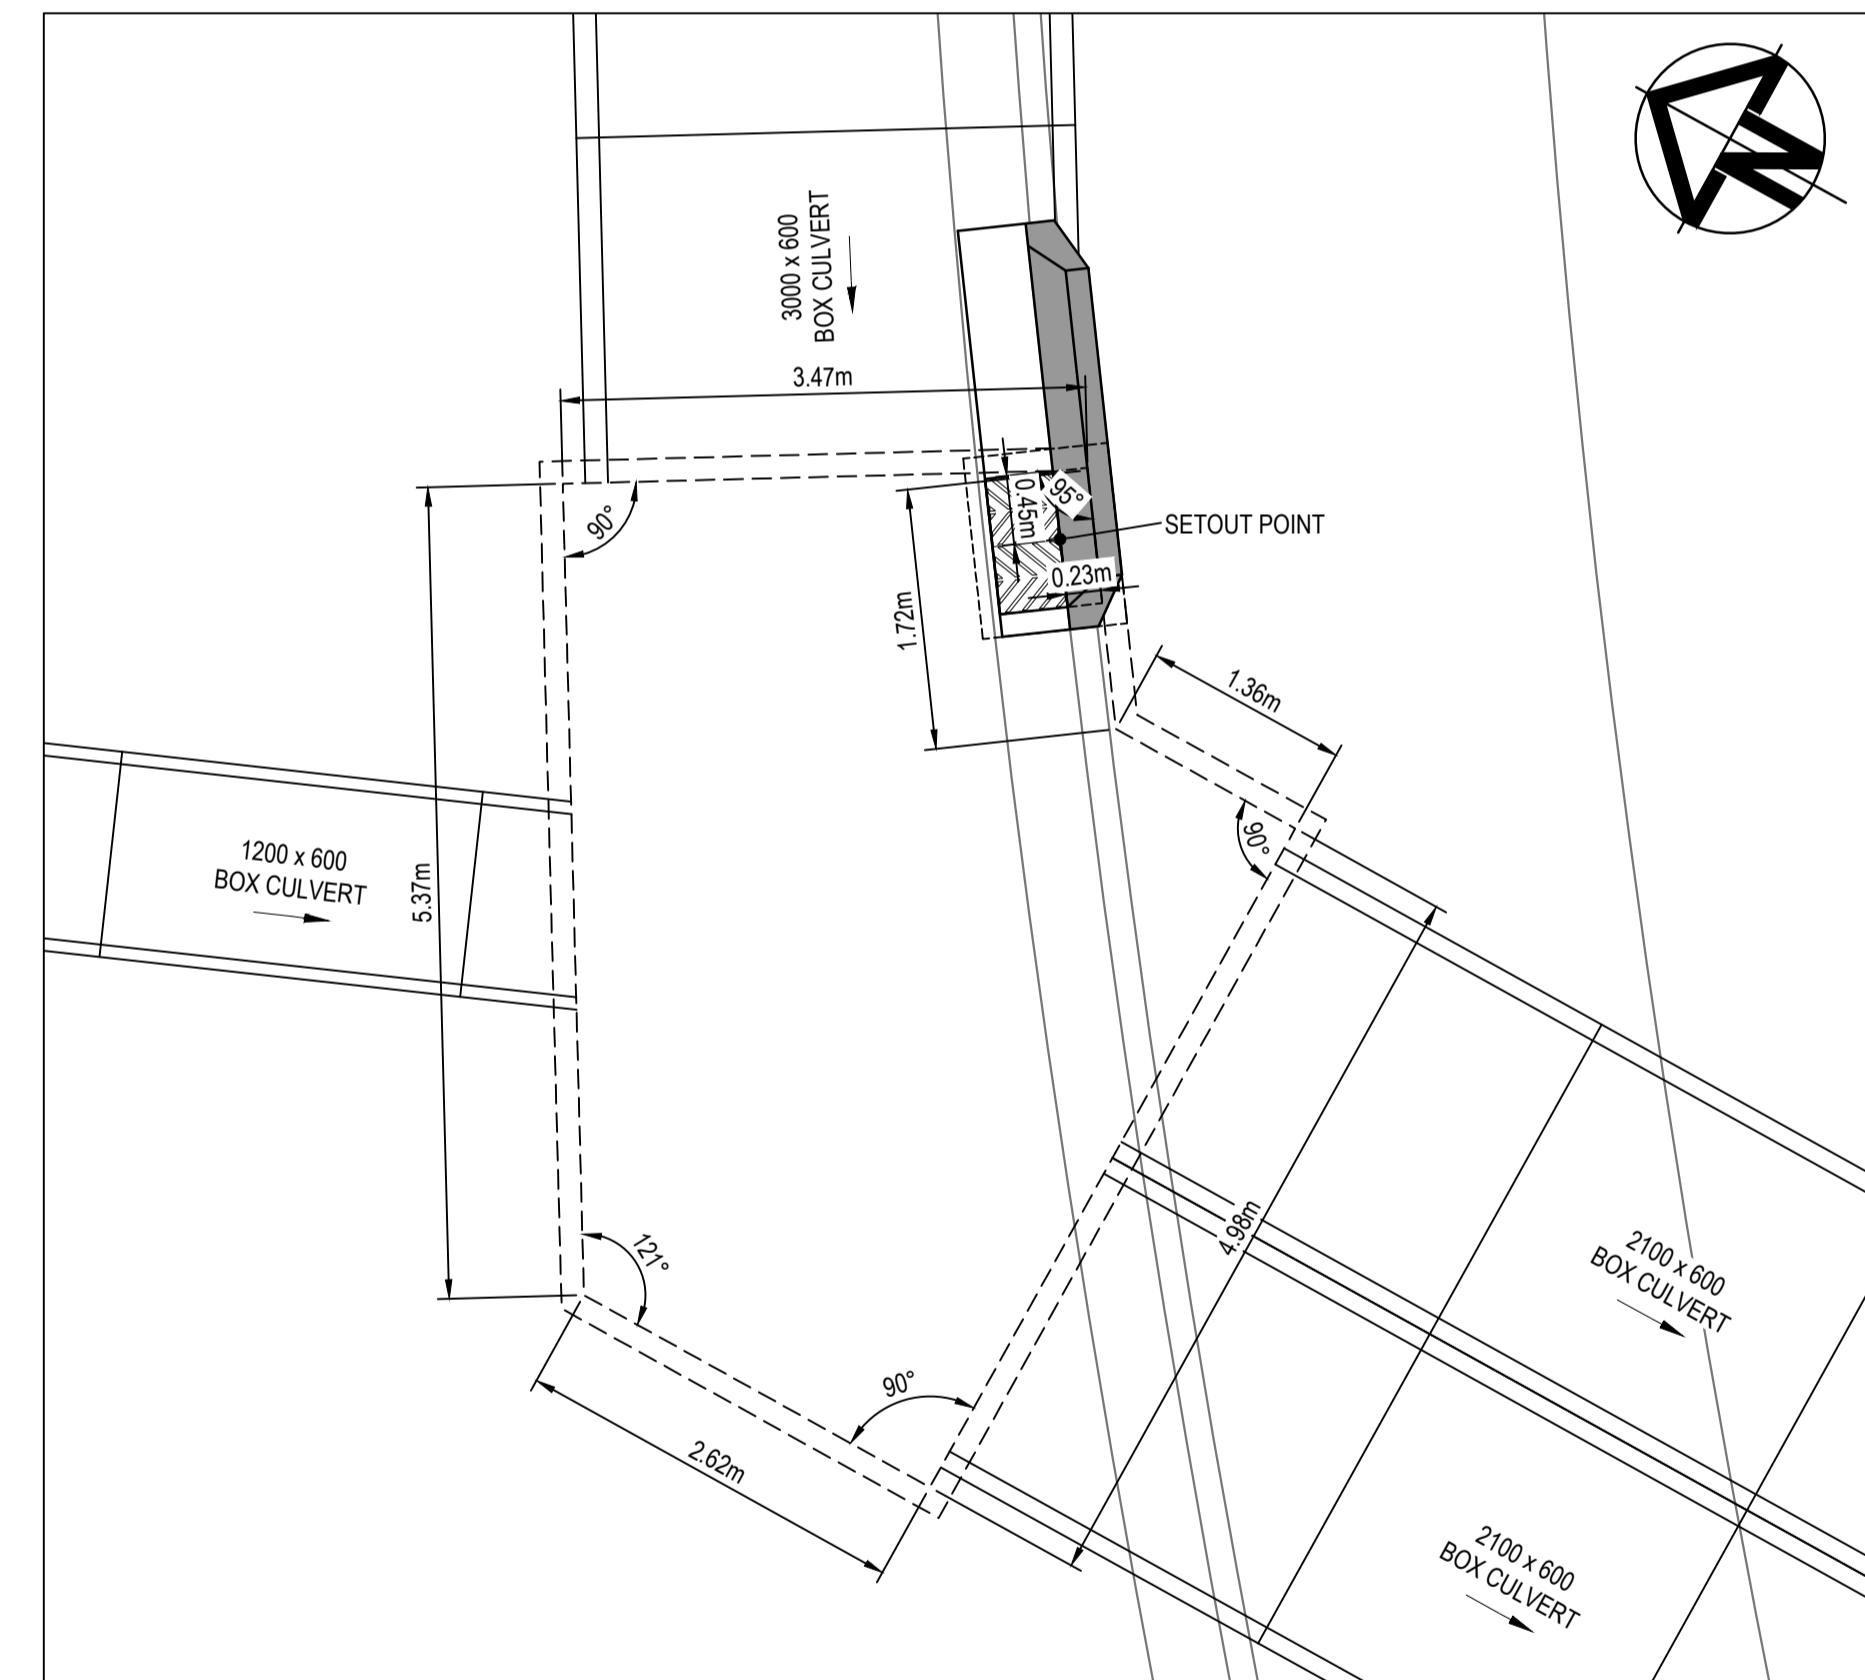 N
3000 x 600
BOX CULVERT
3.47m
90°
0.45m
95°
SETOUT POINT
0.23m
1.72m
1.36m
90°
1200 x 600
BOX CULVERT
5.37m
4.98m
121°
90°
2.62m
2100 x 600
BOX CULVERT
2100 x 600
BOX CULVERT